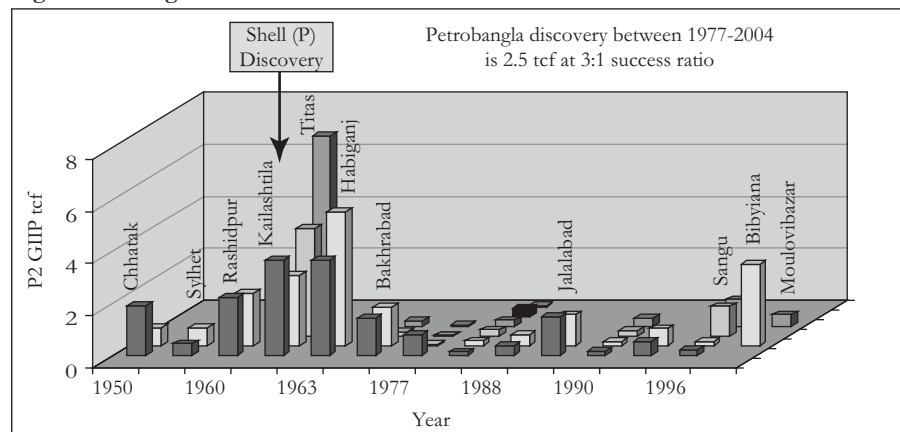 Shell (P)
Discovery
Petrobangla discovery between 1977-2004
is 2.5 tcf at 3:1 success ratio
P2 GIIP tcf
8
6
4
2
0
Chhatak
Sylhet
Rashidpur
Kailashtila
Titas
Habiganj
Bakhrabad
Jalalabad
Sangu
Bibyiana
Moulovibazar
1950 1960 1963 1977 1988 1990 1996
Year